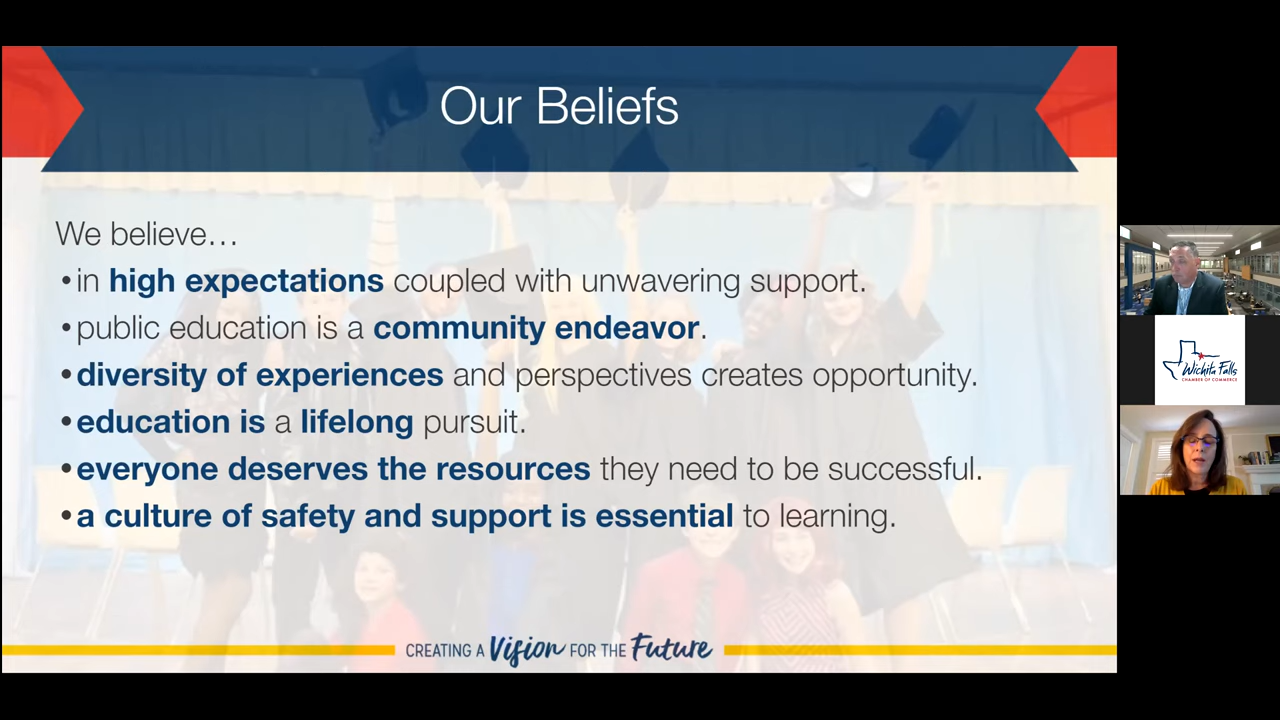 Our Beliefs
We believe…
•in high expectations coupled with unwavering support.
•public education is a community endeavor.
•diversity of experiences and perspectives creates opportunity.
•education is a lifelong pursuit.
•everyone deserves the resources they need to be successful.
•a culture of safety and support is essential to learning.
CREATING A Vision FOR THE Future
Wichita Falls
CHAMBER OF COMMERCE